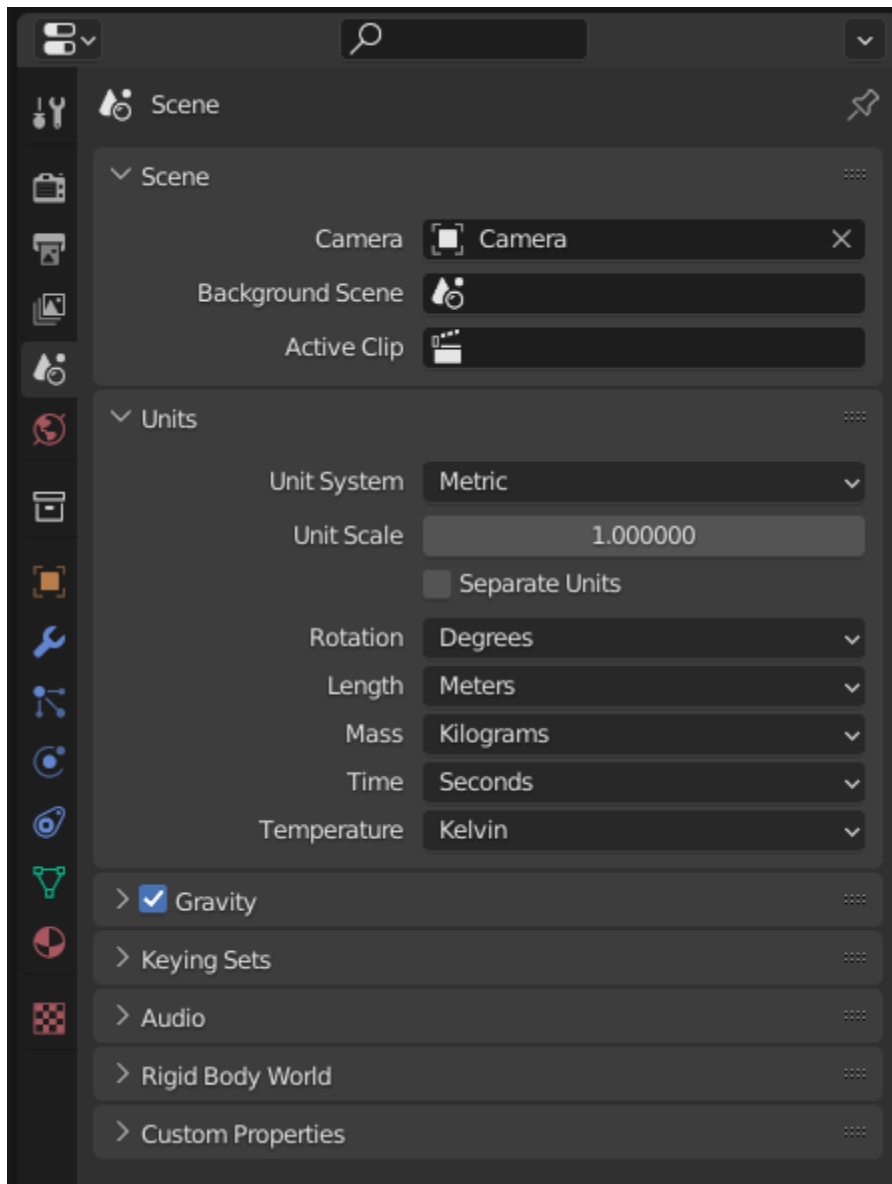 Scene
Scene
Camera Camera
Background Scene
Active Clip
Units
Unit System Metric
Unit Scale 1.000000
Separate Units
Rotation Degrees
Length Meters
Mass Kilograms
Time Seconds
Temperature Kelvin
Gravity
Keying Sets
Audio
Rigid Body World
Custom Properties